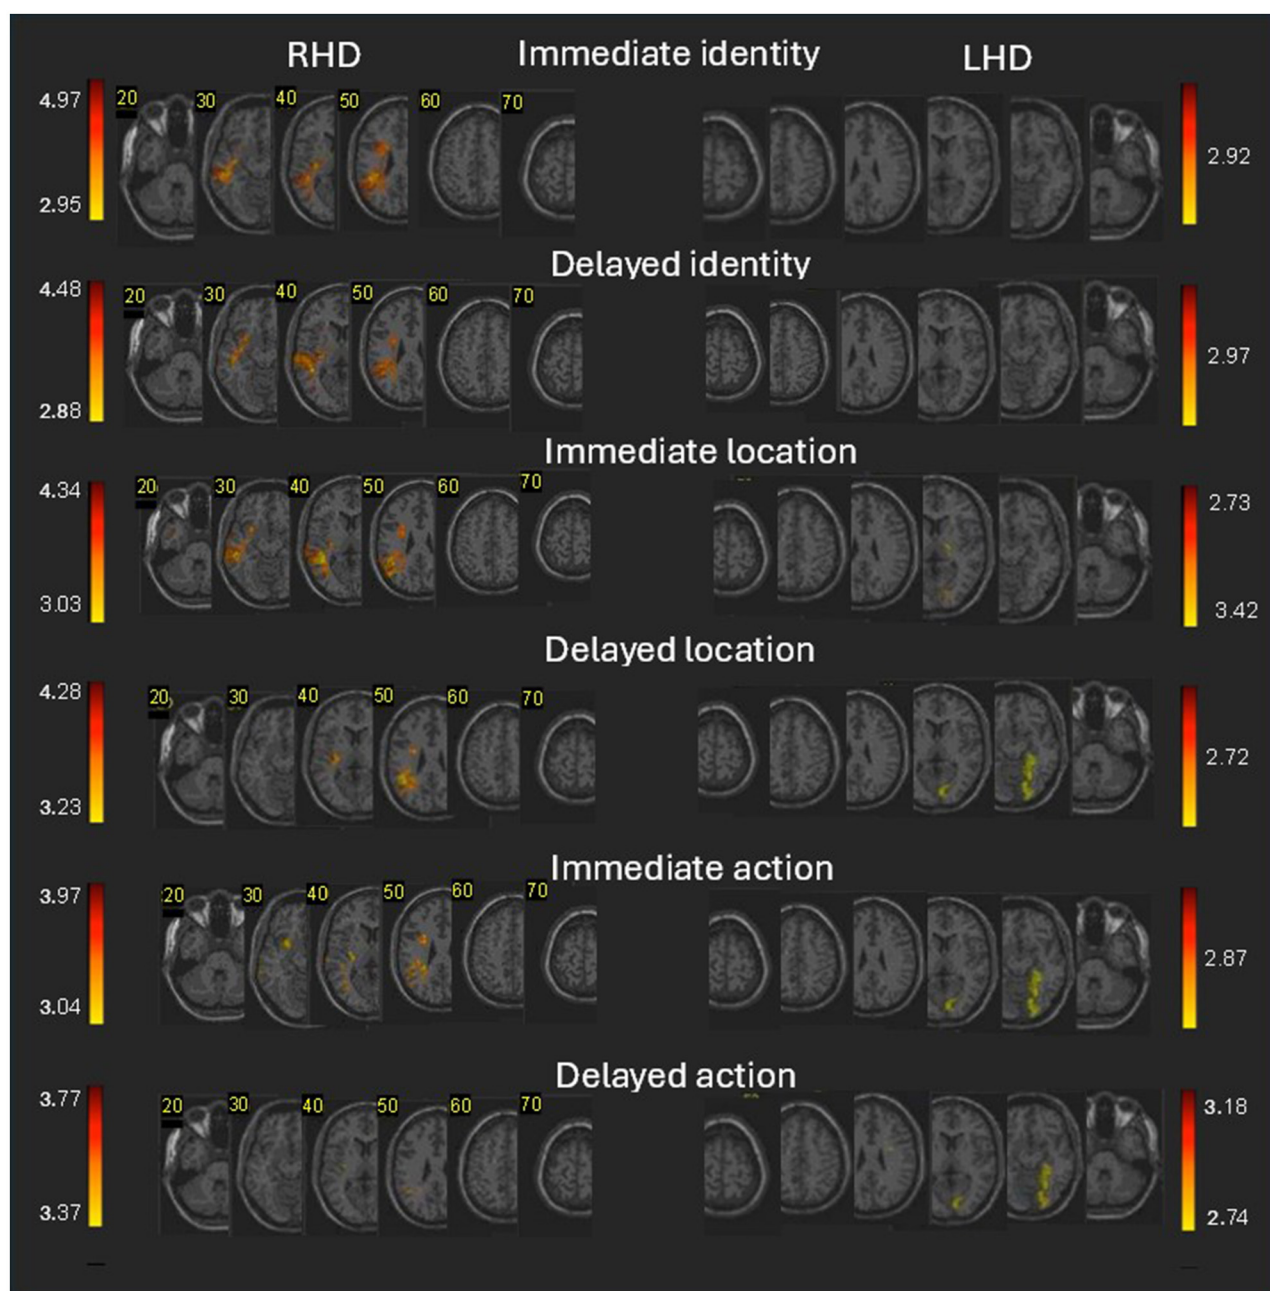 RHD Immediate identity LHD
4.97 20 30 40 50 60 70
2.92
2.95
Delayed identity
4.48 20 30 40 50 60 70
2.97
2.88
Immediate location
4.34 20 30 40 50 60 70 2.73
3.03 3.42
Delayed location
4.28 20 30 40 50 60 70
2.72
3.23
Immediate action
3.97 20 30 40 50 60 70
2.87
3.04
Delayed action
3.77 20 30 40 50 60 70 3.18
3.37 2.74